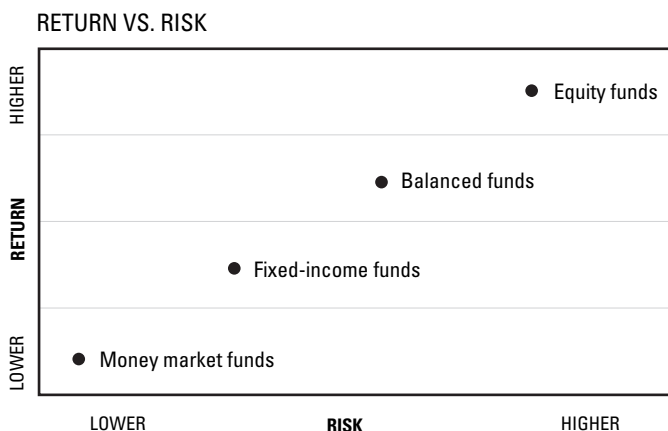 RETURN VS. RISK
HIGHER
Equity funds
Balanced funds
RETURN
Fixed-income funds
LOWER
Money market funds
LOWER
RISK
HIGHER